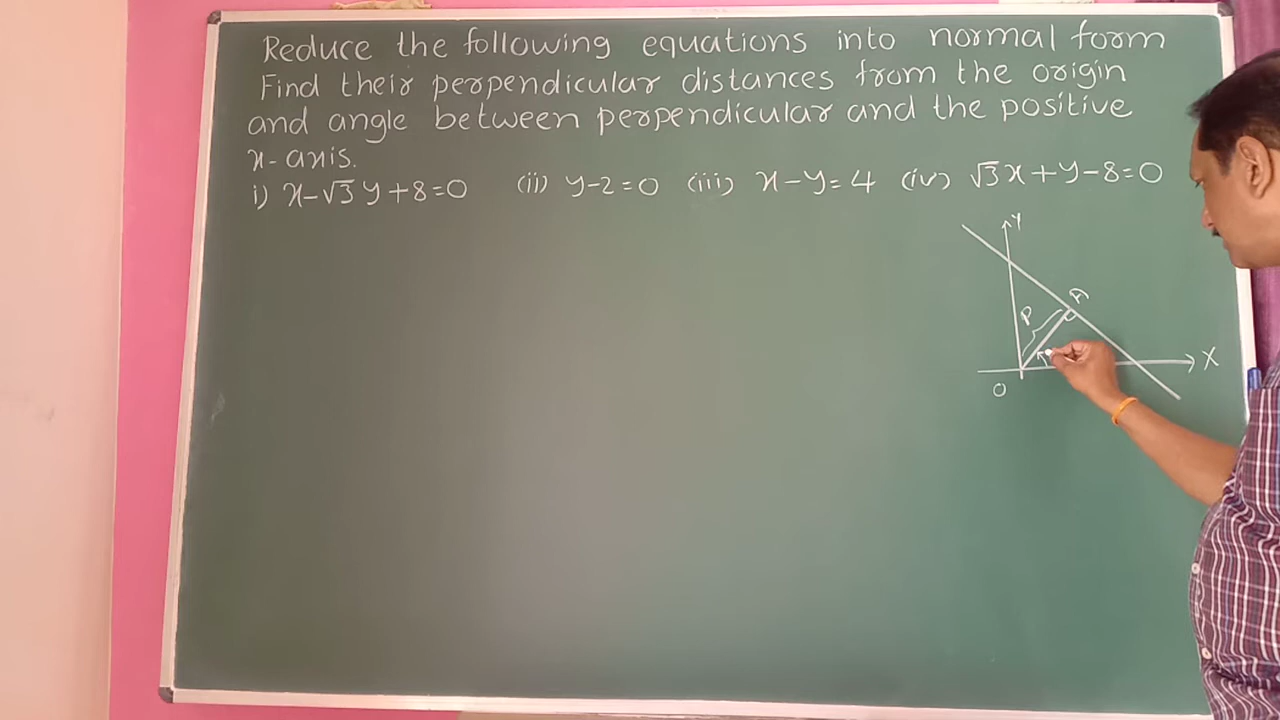 Reduce the following equations into normal form
Find their perpendicular distances from the origin
and angle between perpendicular and the positive
x-axis.
i) x-√3y+8=0 (ii) y-2=0 (iii) x-y=4 (iv) √3x+y-8=0
Y
P
X
O